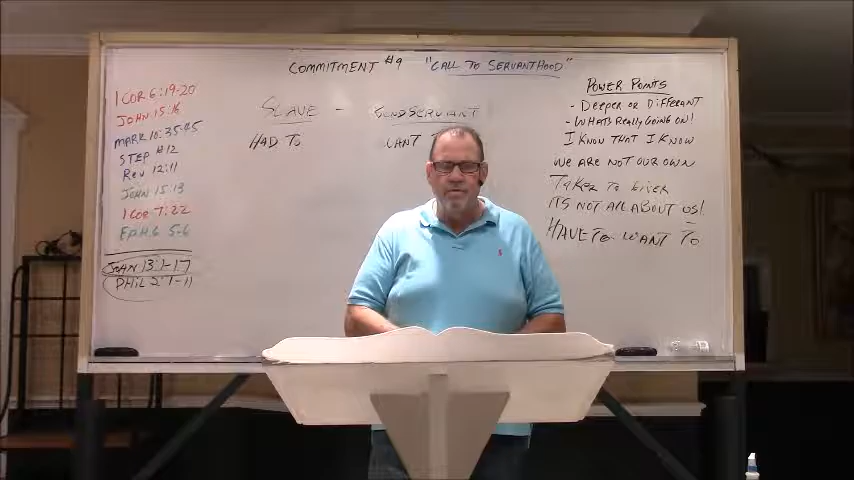 COMMITMENT #9 "CALL TO SERVANTHOOD"
1 COR 6:19-20
JOHN 15:16
MARK 10:35-45
STEP #12
REV 12:11
JOHN 15:13
1 COR 7:22
EPH. 6 5-6
JOHN 13:1-17
PHIL 2:1-11
SLAVE - BONDSERVANT
HAD TO WANT
POWER POINTS
- DEEPER OR DIFFERENT
- WHATS REALLY GOING ON!
I KNOW THAT I KNOW
WE ARE NOT OUR OWN
TAKER TO GIVER
ITS NOT ALL ABOUT US!
HAVE TO - WANT TO